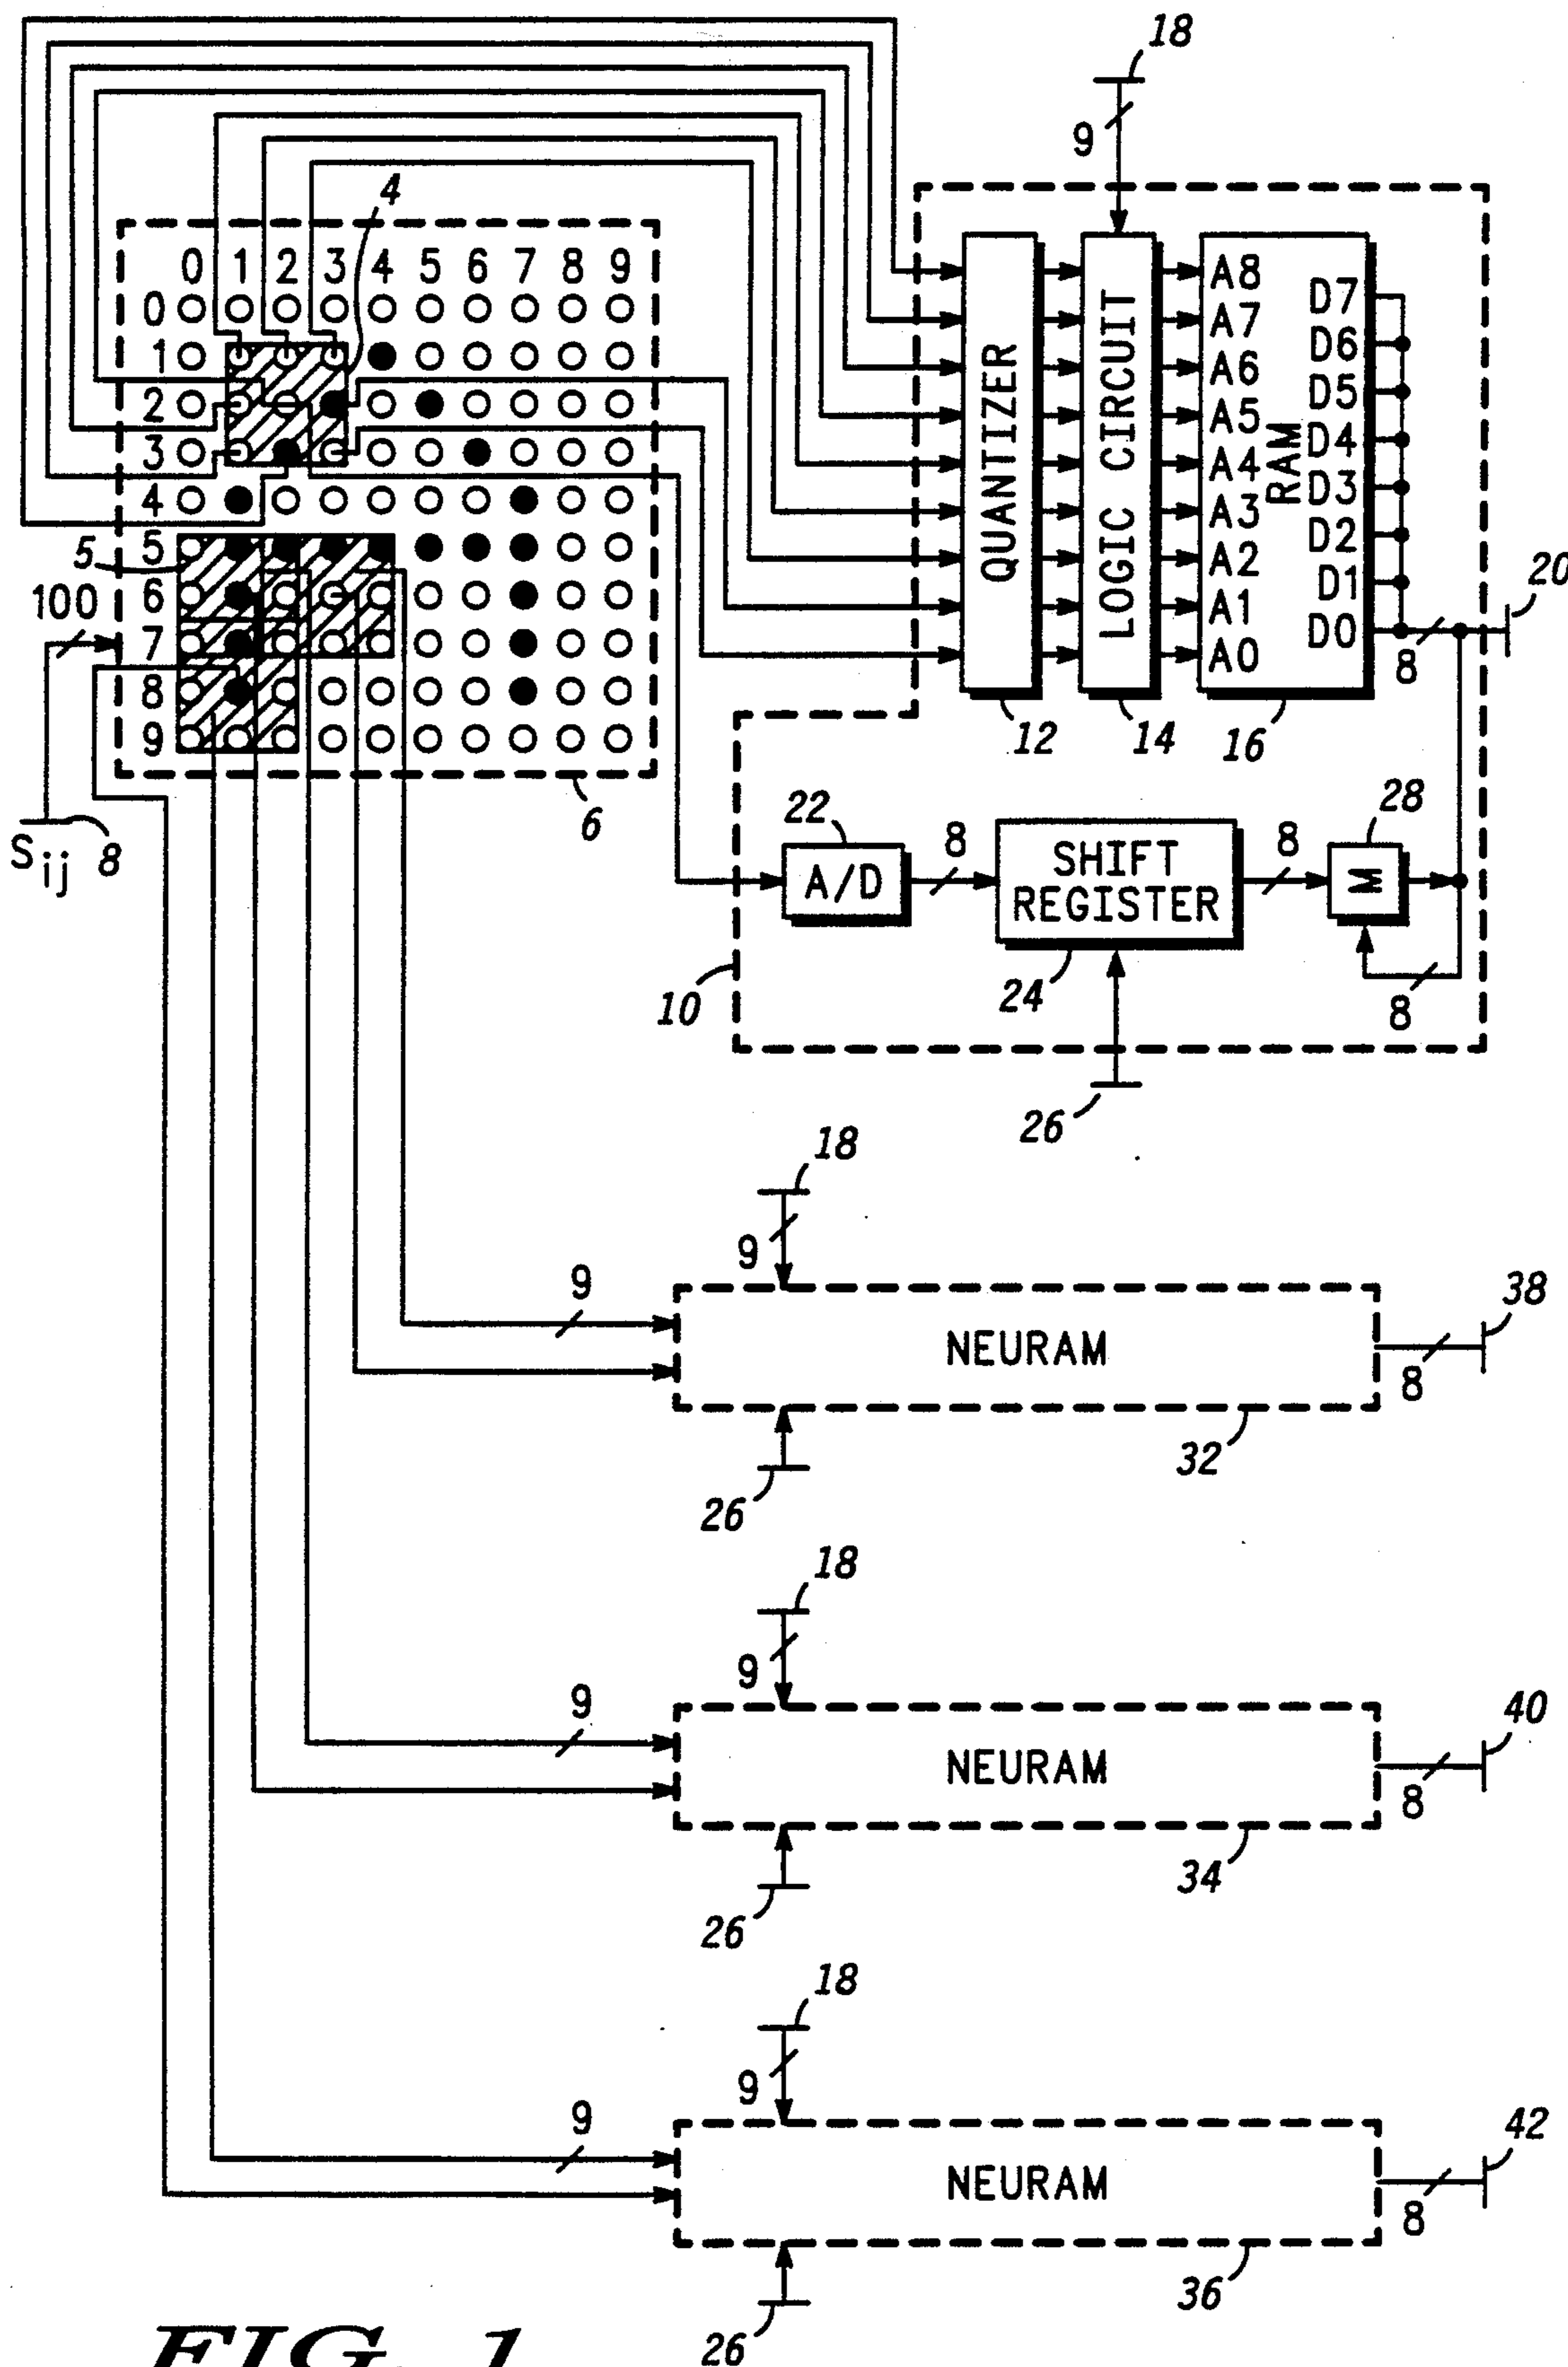 18
9
4
0 1 2 3 4 5 6 7 8 9
0
1
2
3
4
5
6
7
8
9
5
100
S ij 8
6
QUANTIZER
12
LOGIC CIRCUIT
14
A8
A7
A6
A5
A4
A3
A2
A1
A0
RAM
D7
D6
D5
D4
D3
D2
D1
D0
16
8
20
22
A/D
8
SHIFT
REGISTER
24
8
28
M
8
10
26
18
9
9
NEURAM
38
8
32
26
18
9
9
NEURAM
40
8
34
26
18
9
9
NEURAM
42
8
36
26
FIG. 1